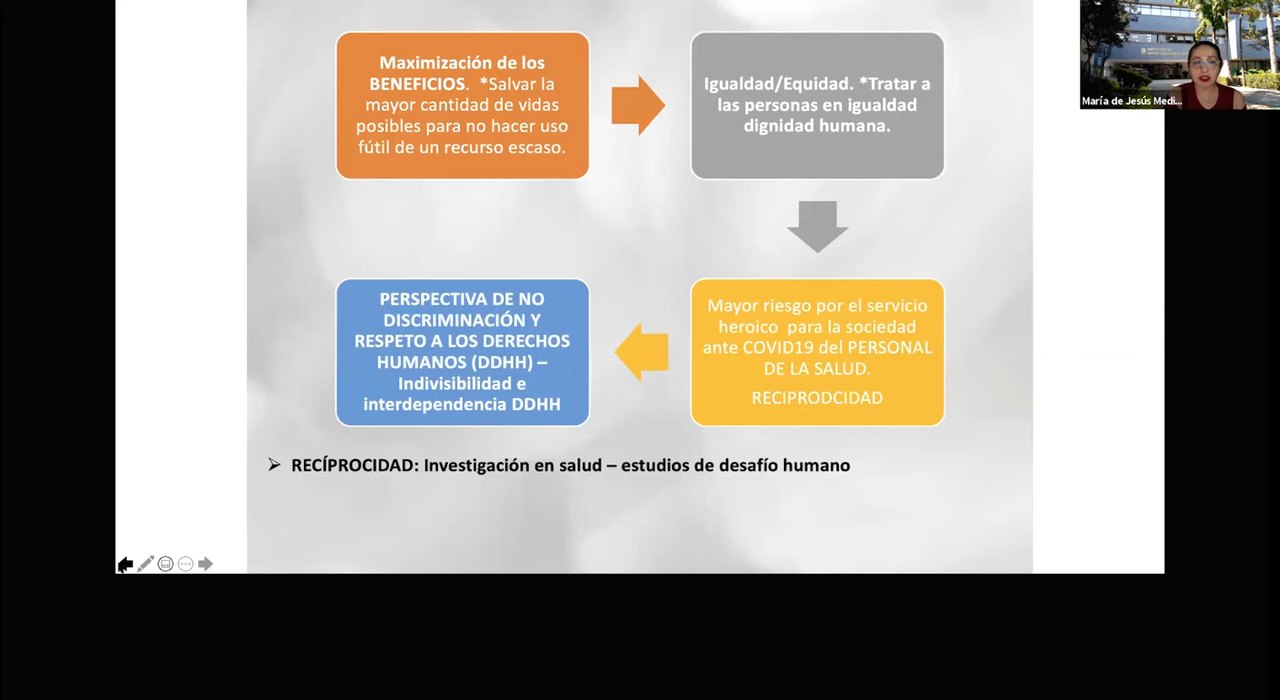 Maximización de los
BENEFICIOS. *Salvar la
mayor cantidad de vidas
posibles para no hacer uso
fútil de un recurso escaso.
Igualdad/Equidad. *Tratar a
las personas en igualdad
dignidad humana.
Mayor riesgo por el servicio
heroico para la sociedad
ante COVID19 del PERSONAL
DE LA SALUD.
RECIPRODCIDAD
PERSPECTIVA DE NO
DISCRIMINACIÓN Y
RESPETO A LOS DERECHOS
HUMANOS (DDHH) –
Indivisibilidad e
interdependencia DDHH
➢ RECÍPROCIDAD: Investigación en salud – estudios de desafío humano
María de Jesús Medi...